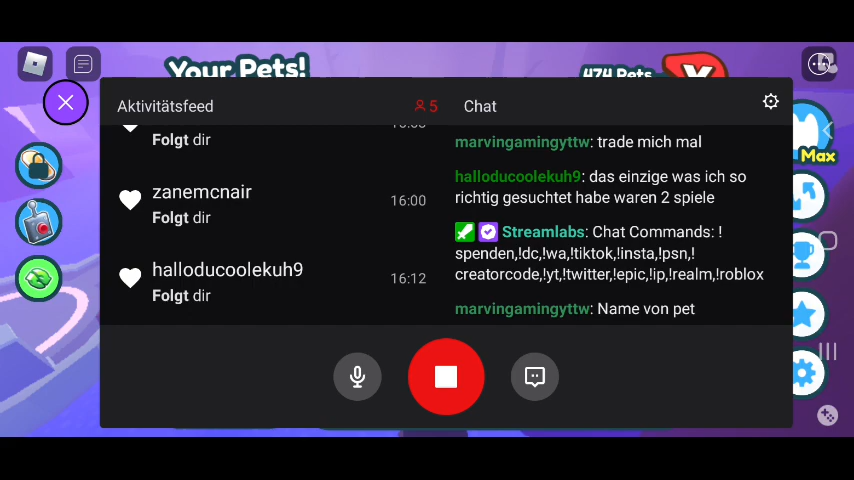 Your Pets!
474 Pets
X
Aktivitätsfeed
5
Chat
Folgt dir
zanemcnair
16:00
Folgt dir
halloducoolekuh9
16:12
Folgt dir
marvingamingyttw: trade mich mal
halloducoolekuh9: das einzige was ich so
richtig gesucht habe waren 2 spiele
Streamlabs: Chat Commands: !
spenden,!dc,!wa,!tiktok,!insta,!psn,!
creatorcode,!yt,!twitter,!epic,!ip,!realm,!roblox
marvingamingyttw: Name von pet
Max